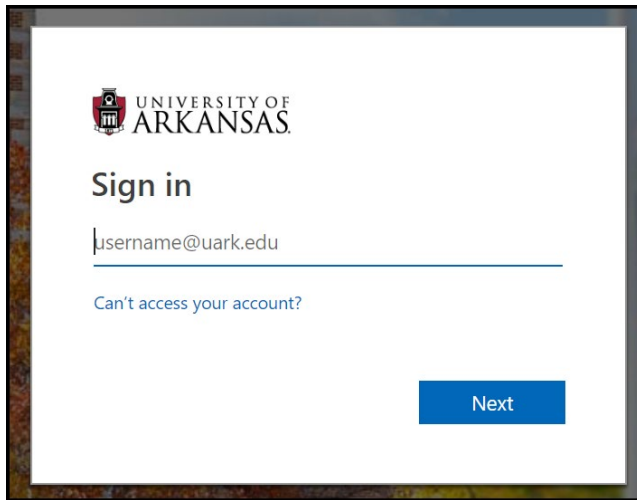 UNIVERSITY OF
ARKANSAS.
Sign in
username@uark.edu
Can't access your account?
Next